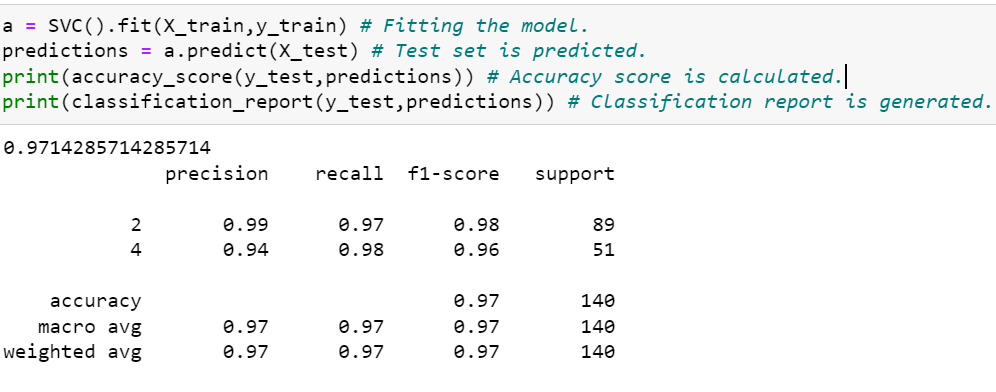 a = SVC().fit(X_train,y_train) # Fitting the model.
predictions = a.predict(X_test) # Test set is predicted.
print(accuracy_score(y_test,predictions)) # Accuracy score is calculated.
print(classification_report(y_test,predictions)) # Classification report is generated.
0.9714285714285714
precision recall f1-score support
2 0.99 0.97 0.98 89
4 0.94 0.98 0.96 51
accuracy 0.97 140
macro avg 0.97 0.97 0.97 140
weighted avg 0.97 0.97 0.97 140